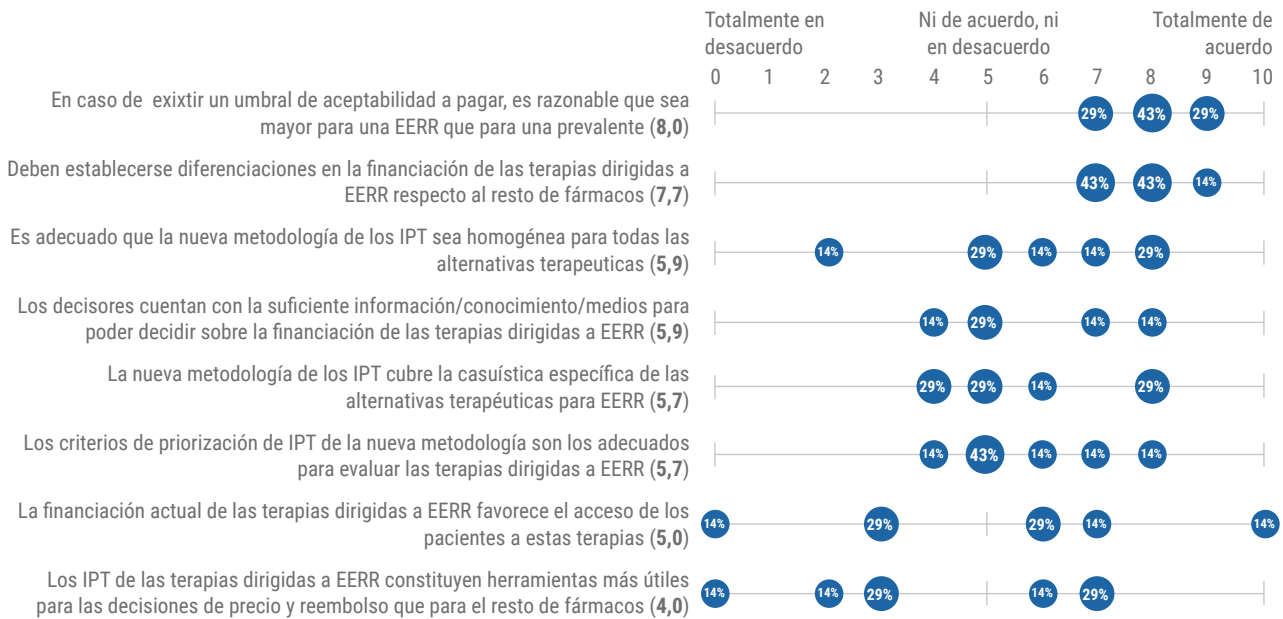 Totalmente en
desacuerdo
Ni de acuerdo, ni
en desacuerdo
Totalmente de
acuerdo
0 1 2 3 4 5 6 7 8 9 10
En caso de exixtir un umbral de aceptabilidad a pagar, es razonable que sea
mayor para una EERR que para una prevalente (8,0)
29% 43% 29%
Deben establecerse diferenciaciones en la financiación de las terapias dirigidas a
EERR respecto al resto de fármacos (7,7)
43% 43% 14%
Es adecuado que la nueva metodología de los IPT sea homogénea para todas las
alternativas terapeuticas (5,9)
14% 29% 14% 14% 29%
Los decisores cuentan con la suficiente información/conocimiento/medios para
poder decidir sobre la financiación de las terapias dirigidas a EERR (5,9)
14% 29% 14% 14%
La nueva metodología de los IPT cubre la casuística específica de las
alternativas terapéuticas para EERR (5,7)
29% 29% 14% 29%
Los criterios de priorización de IPT de la nueva metodología son los adecuados
para evaluar las terapias dirigidas a EERR (5,7)
14% 43% 14% 14% 14%
La financiación actual de las terapias dirigidas a EERR favorece el acceso de los
pacientes a estas terapias (5,0)
14% 29% 29% 14% 14%
Los IPT de las terapias dirigidas a EERR constituyen herramientas más útiles
para las decisiones de precio y reembolso que para el resto de fármacos (4,0)
14% 14% 29% 14% 29%